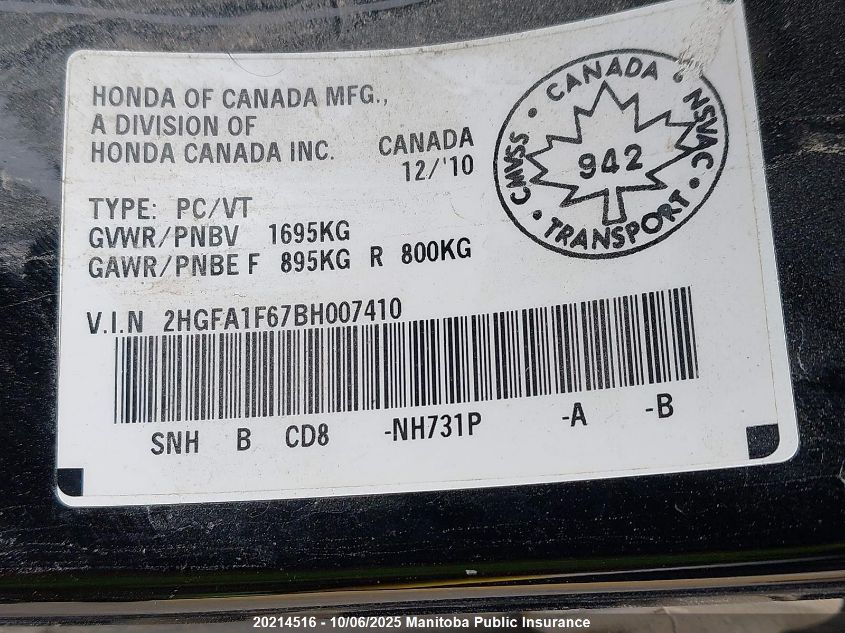 HONDA OF CANADA MFG.,
A DIVISION OF
HONDA CANADA INC. CANADA
12/'10
TYPE: PC/VT
GVWR/PNBV 1695KG
GAWR/PNBE F 895KG R 800KG
V.I.N 2HGFA1F67BH007410
SNH B CD8 -NH731P -A -B
CANADA
CMVSS 942 NSVAC
TRANSPORT
20214516 - 10/06/2025 Manitoba Public Insurance